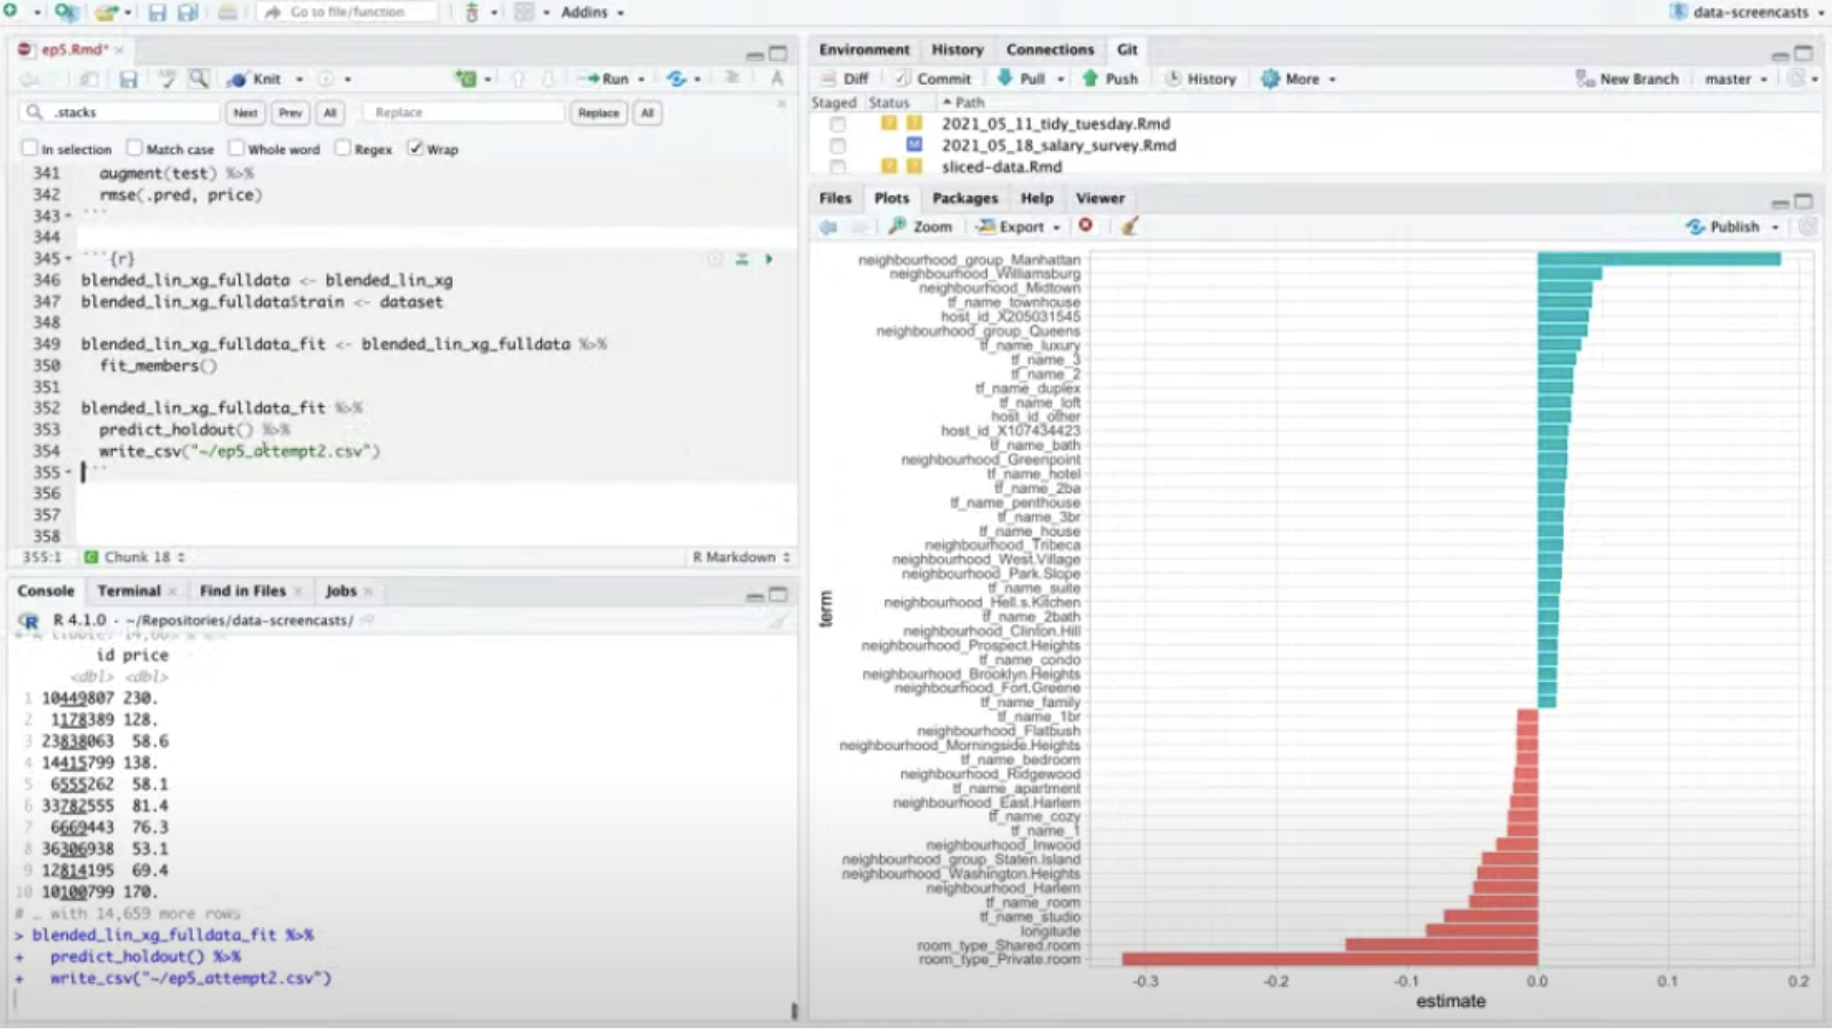 Go to file/function
Addins
data-screencasts
ep5.Rmd*
Knit
Run
.stacks
Next
Prev
All
Replace
Replace
All
In selection
Match case
Whole word
Regex
Wrap
341 augment(test) %>%
342 rmse(.pred, price)
343 ```
344
345 ```{r}
346 blended_lin_xg_fulldata <- blended_lin_xg
347 blended_lin_xg_fulldata$train <- dataset
348
349 blended_lin_xg_fulldata_fit <- blended_lin_xg_fulldata %>%
350 fit_members()
351
352 blended_lin_xg_fulldata_fit %>%
353 predict_holdout() %>%
354 write_csv("~/ep5_attempt2.csv")
355 ```
356
357
358
355:1 Chunk 18 R Markdown
Console Terminal Find in Files Jobs
R 4.1.0 · ~/Repositories/data-screencasts/
id price
<dbl> <dbl>
1 10449807 230.
2 1178389 128.
3 23838063 58.6
4 14415799 138.
5 6555262 58.1
6 33782555 81.4
7 6669443 76.3
8 36306938 53.1
9 12814195 69.4
10 10100799 170.
# … with 14,659 more rows
> blended_lin_xg_fulldata_fit %>%
+ predict_holdout() %>%
+ write_csv("~/ep5_attempt2.csv")
Environment History Connections Git
Diff Commit Pull Push History More New Branch master
Staged Status Path
2021_05_11_tidy_tuesday.Rmd
2021_05_18_salary_survey.Rmd
sliced-data.Rmd
Files Plots Packages Help Viewer
Zoom Export Publish
neighbourhood_group_Manhattan
neighbourhood_Williamsburg
neighbourhood_Midtown
tf_name_townhouse
host_id_X205031545
neighbourhood_group_Queens
tf_name_luxury
tf_name_3
tf_name_2
tf_name_duplex
tf_name_loft
host_id_other
host_id_X107434423
tf_name_bath
neighbourhood_Greenpoint
tf_name_hotel
tf_name_2ba
tf_name_penthouse
tf_name_3br
tf_name_house
neighbourhood_Tribeca
neighbourhood_West.Village
neighbourhood_Park.Slope
tf_name_suite
neighbourhood_Hell.s.Kitchen
tf_name_2bath
neighbourhood_Clinton.Hill
neighbourhood_Prospect.Heights
tf_name_condo
neighbourhood_Brooklyn.Heights
neighbourhood_Fort.Greene
tf_name_family
tf_name_1br
neighbourhood_Flatbush
neighbourhood_Morningside.Heights
tf_name_bedroom
neighbourhood_Ridgewood
tf_name_apartment
neighbourhood_East.Harlem
tf_name_cozy
tf_name_1
neighbourhood_Inwood
neighbourhood_group_Staten.Island
neighbourhood_Washington.Heights
neighbourhood_Harlem
tf_name_room
tf_name_studio
longitude
room_type_Shared.room
room_type_Private.room
term
-0.3 -0.2 -0.1 0.0 0.1 0.2
estimate